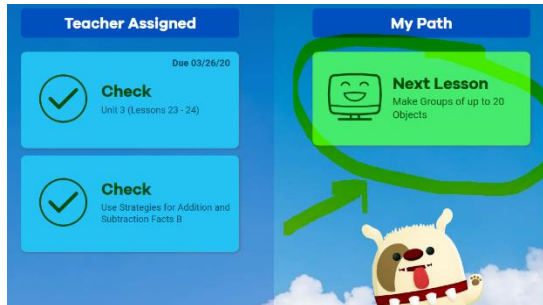 Teacher Assigned
Due 03/26/20
Check
Unit 3 (Lessons 23 - 24)
Check
Use Strategies for Addition and
Subtraction Facts B
My Path
Next Lesson
Make Groups of up to 20
Objects